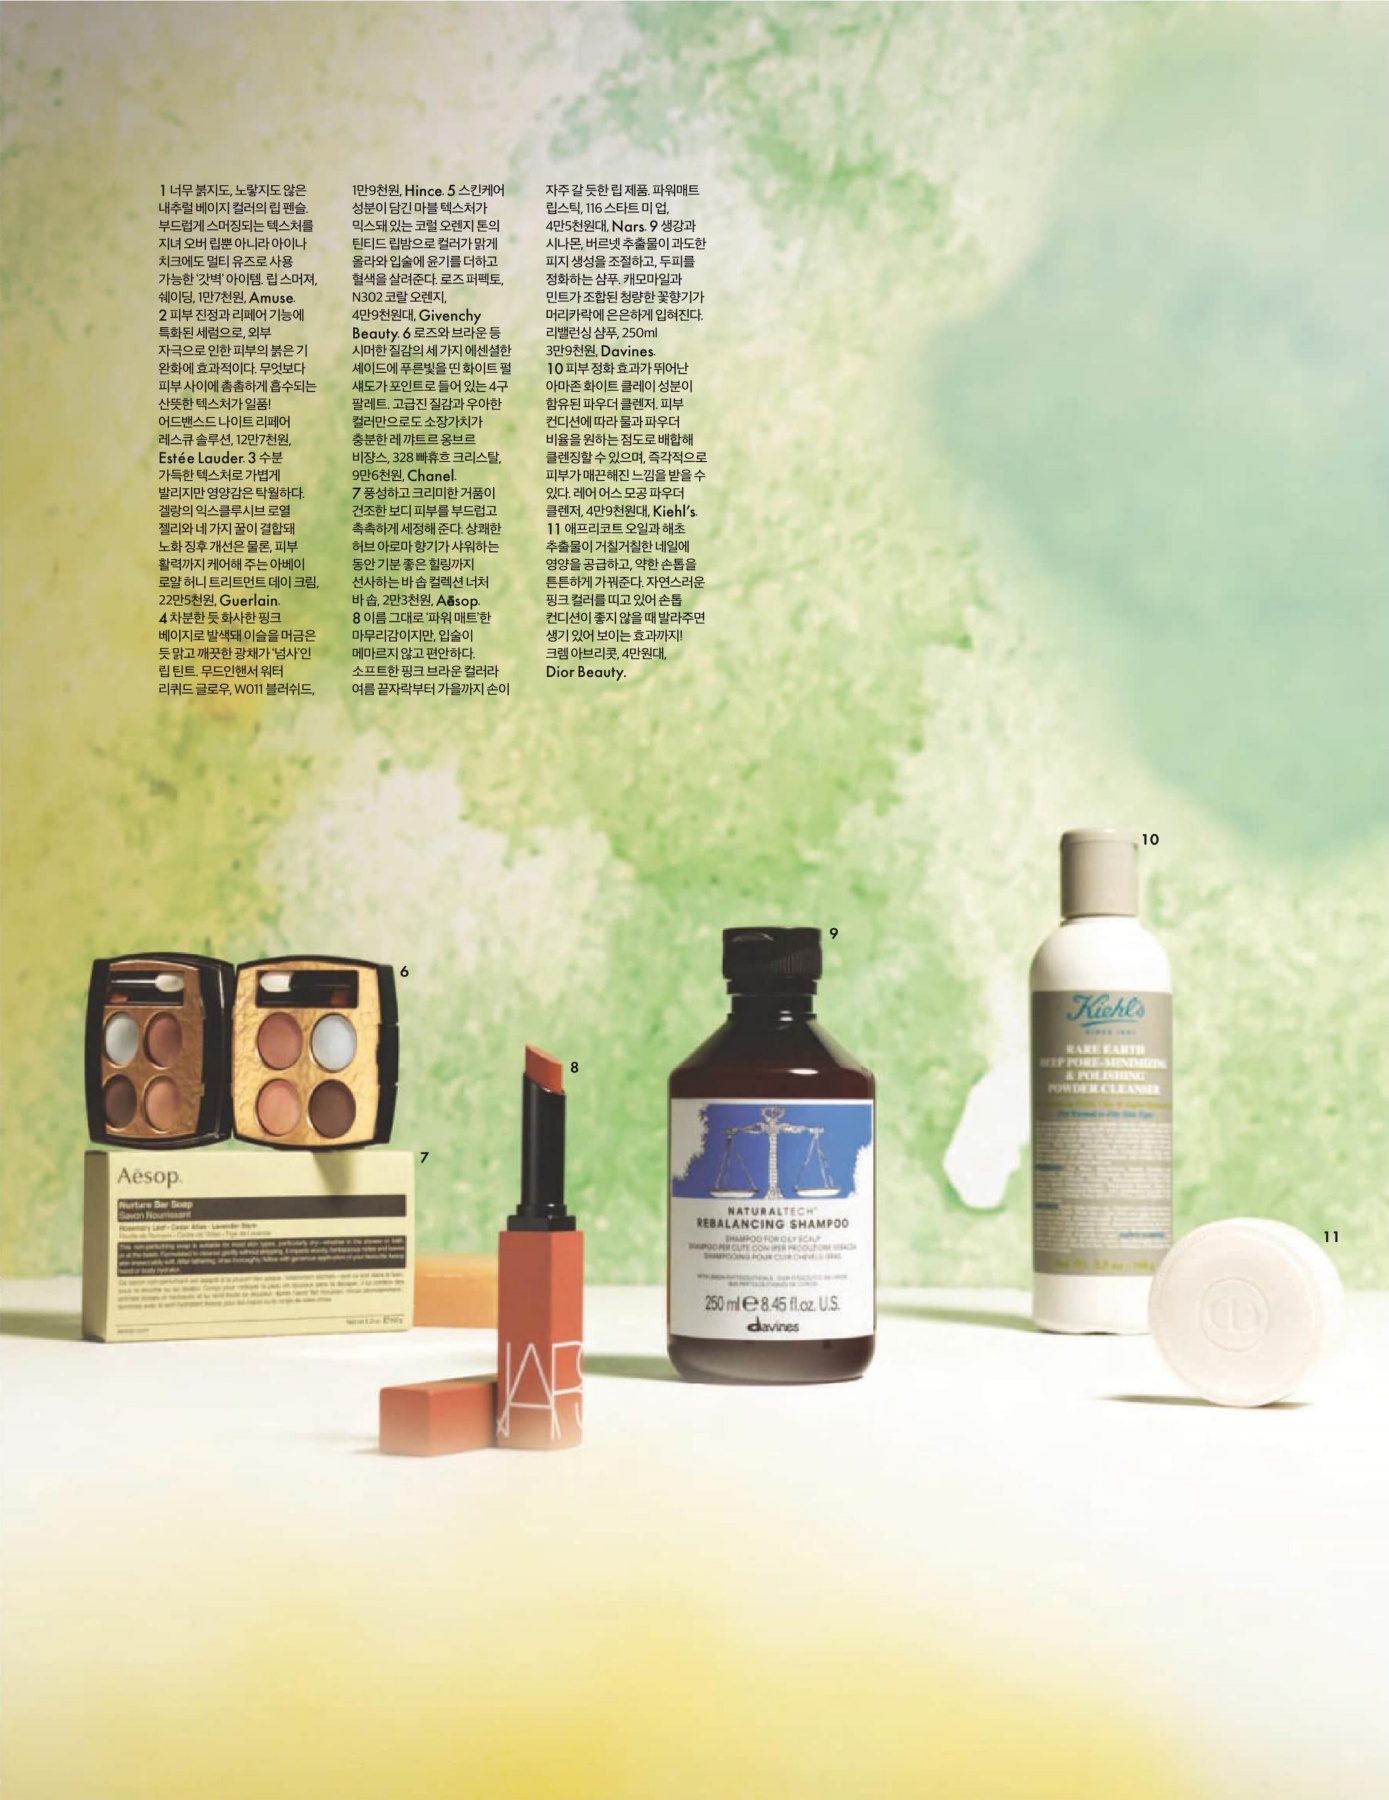 1 너무 붉지도, 노랗지도 않은
내추럴 베이지 컬러의 립 펜슬.
부드럽게 스머징되는 텍스처를
지녀 오버 립뿐 아니라 아이나
치크에도 멀티 유즈로 사용
가능한 '갓벽' 아이템. 립 스머져,
쉐이딩, 1만7천원, Amuse.
2 피부 진정과 리페어 기능에
특화된 세럼으로, 외부
자극으로 인한 피부의 붉은 기
완화에 효과적이다. 무엇보다
피부 사이에 촘촘하게 흡수되는
산뜻한 텍스처가 일품!
어드밴스드 나이트 리페어
레스큐 솔루션, 12만7천원,
Estée Lauder. 3 수분
가득한 텍스처로 가볍게
발리지만 영양감은 탁월하다.
겔랑의 익스클루시브 로열
젤리와 네 가지 꿀이 결합돼
노화 징후 개선은 물론, 피부
활력까지 케어해 주는 아베이
로얄 허니 트리트먼트 데이 크림,
22만5천원, Guerlain.
4 차분한 듯 화사한 핑크
베이지로 발색돼 이슬을 머금은
듯 맑고 깨끗한 광채가 '넘사'인
립 틴트. 무드인핸서 워터
리퀴드 글로우, W011 블러쉬드,
1만9천원, Hince. 5 스킨케어
성분이 담긴 마블 텍스처가
믹스돼 있는 코럴 오렌지 톤의
틴티드 립밤으로 컬러가 맑게
올라와 입술에 윤기를 더하고
혈색을 살려준다. 로즈 퍼펙토,
N302 코랄 오렌지,
4만9천원대, Givenchy
Beauty. 6 로즈와 브라운 등
시머한 질감의 세 가지 에센셜한
셰이드에 푸른빛을 띤 화이트 펄
섀도가 포인트로 들어 있는 4구
팔레트. 고급진 질감과 우아한
컬러만으로도 소장가치가
충분한 레 꺄트르 옹브르
비쟝스, 328 빠휴흐 크리스탈,
9만6천원, Chanel.
7 풍성하고 크리미한 거품이
건조한 보디 피부를 부드럽고
촉촉하게 세정해 준다. 상쾌한
허브 아로마 향기가 샤워하는
동안 기분 좋은 힐링까지
선사하는 바 솝 컬렉션 너처
바 솝, 2만3천원, Aēsop.
8 이름 그대로 '파워 매트'한
마무리감이지만, 입술이
메마르지 않고 편안하다.
소프트한 핑크 브라운 컬러라
여름 끝자락부터 가을까지 손이
자주 갈 듯한 립 제품. 파워매트
립스틱, 116 스타트 미 업,
4만5천원대, Nars. 9 생강과
시나몬, 버르넷 추출물이 과도한
피지 생성을 조절하고, 두피를
정화하는 샴푸. 캐모마일과
민트가 조합된 청량한 꽃향기가
머리카락에 은은하게 입혀진다.
리밸런싱 샴푸, 250ml
3만9천원, Davines.
10 피부 정화 효과가 뛰어난
아마존 화이트 클레이 성분이
함유된 파우더 클렌저. 피부
컨디션에 따라 물과 파우더
비율을 원하는 점도로 배합해
클렌징할 수 있으며, 즉각적으로
피부가 매끈해진 느낌을 받을 수
있다. 레어 어스 모공 파우더
클렌저, 4만9천원대, Kiehl's.
11 애프리코트 오일과 해초
추출물이 거칠거칠한 네일에
영양을 공급하고, 약한 손톱을
튼튼하게 가꿔준다. 자연스러운
핑크 컬러를 띠고 있어 손톱
컨디션이 좋지 않을 때 발라주면
생기 있어 보이는 효과까지!
크렘 아브리콧, 4만원대,
Dior Beauty.
10
9
6
8
7
11
Aēsop.
Nurture Bar Soap
Savon Nourrissant
Rosemary Leaf · Cedar Atlas · Lavender Stem
NARS
NATURALTECH
REBALANCING SHAMPOO
SHAMPOO FOR OILY SCALP
250 ml e 8.45 fl.oz. U.S.
davines
Kiehl's
SINCE 1851
RARE EARTH
DEEP PORE-MINIMIZING
& POLISHING
POWDER CLEANSER